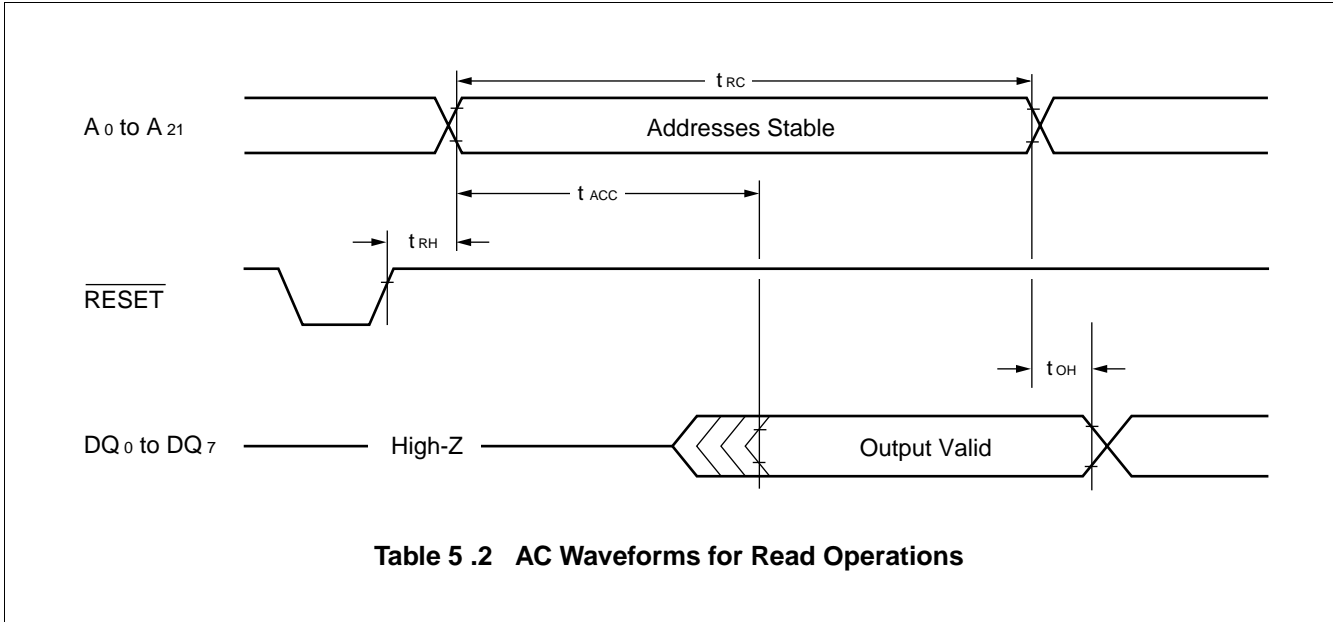 t RC
A 0 to A 21
Addresses Stable
t ACC
t RH
RESET
t OH
DQ 0 to DQ 7
High-Z
Output Valid
Table 5 .2 AC Waveforms for Read Operations